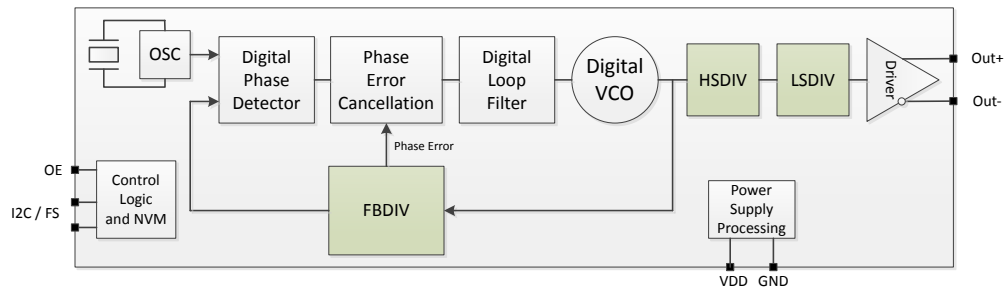 OSC
Digital
Phase
Detector
Phase
Error
Cancellation
Digital
Loop
Filter
Digital
VCO
HSDIV
LSDIV
Driver
Out+
Out-
Phase Error
FBDIV
OE
I2C / FS
Control
Logic
and NVM
Power
Supply
Processing
VDD
GND